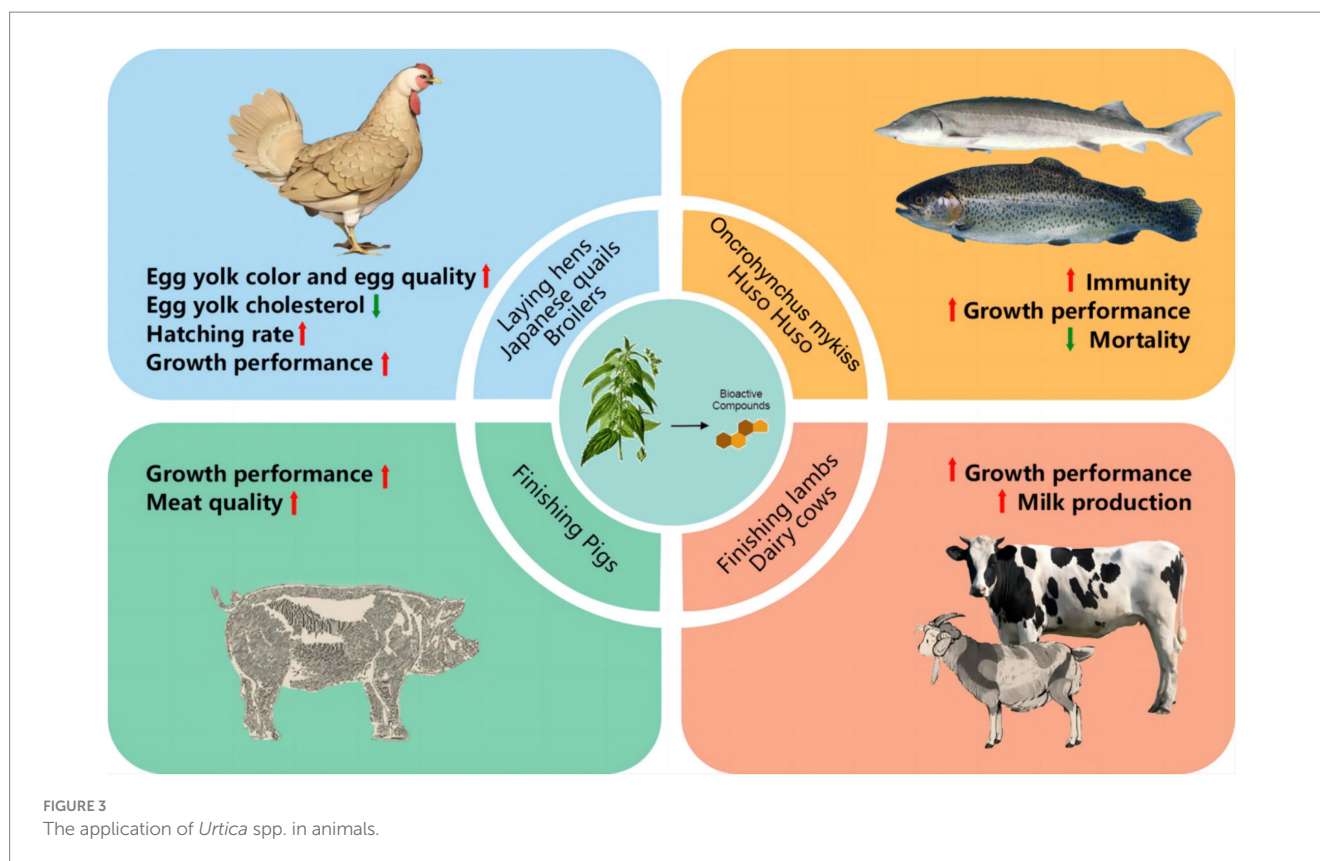 Egg yolk color and egg quality
Egg yolk cholesterol
Hatching rate
Growth performance
Laying hens
Japanese quails
Broilers
Oncrohynchus mykiss
Huso Huso
Immunity
Growth performance
Mortality
Bioactive
Compounds
Growth performance
Meat quality
Finishing Pigs
Finishing lambs
Dairy cows
Growth performance
Milk production
FIGURE 3
The application of Urtica spp. in animals.